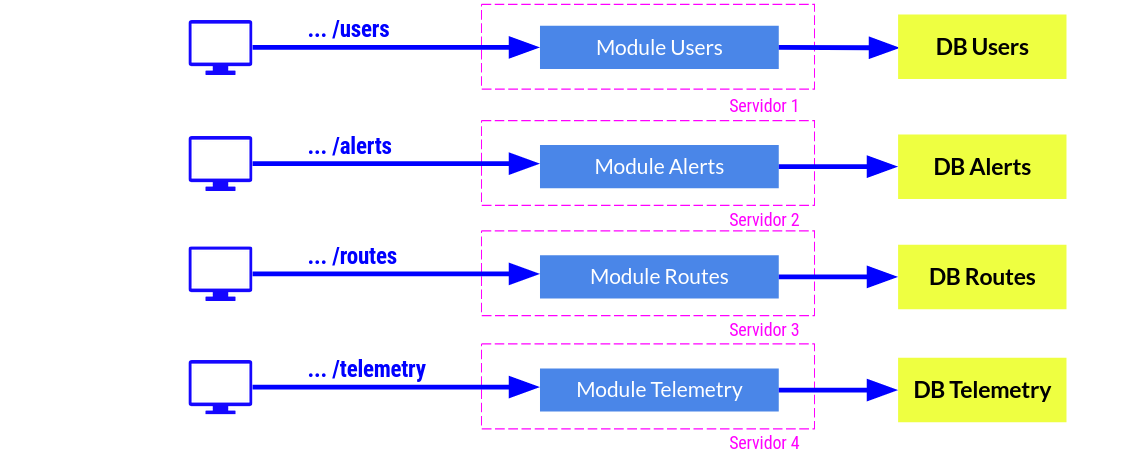 ... /users
Module Users
DB Users
Servidor 1
... /alerts
Module Alerts
DB Alerts
Servidor 2
... /routes
Module Routes
DB Routes
Servidor 3
... /telemetry
Module Telemetry
DB Telemetry
Servidor 4